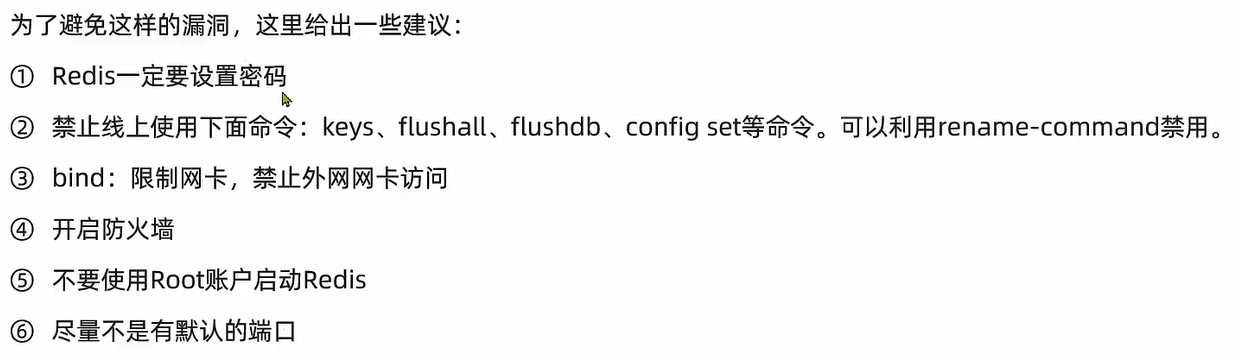 为了避免这样的漏洞，这里给出一些建议：
① Redis一定要设置密码
② 禁止线上使用下面命令：keys、flushall、flushdb、config set等命令。可以利用rename-command禁用。
③ bind：限制网卡，禁止外网网卡访问
④ 开启防火墙
⑤ 不要使用Root账户启动Redis
⑥ 尽量不是有默认的端口